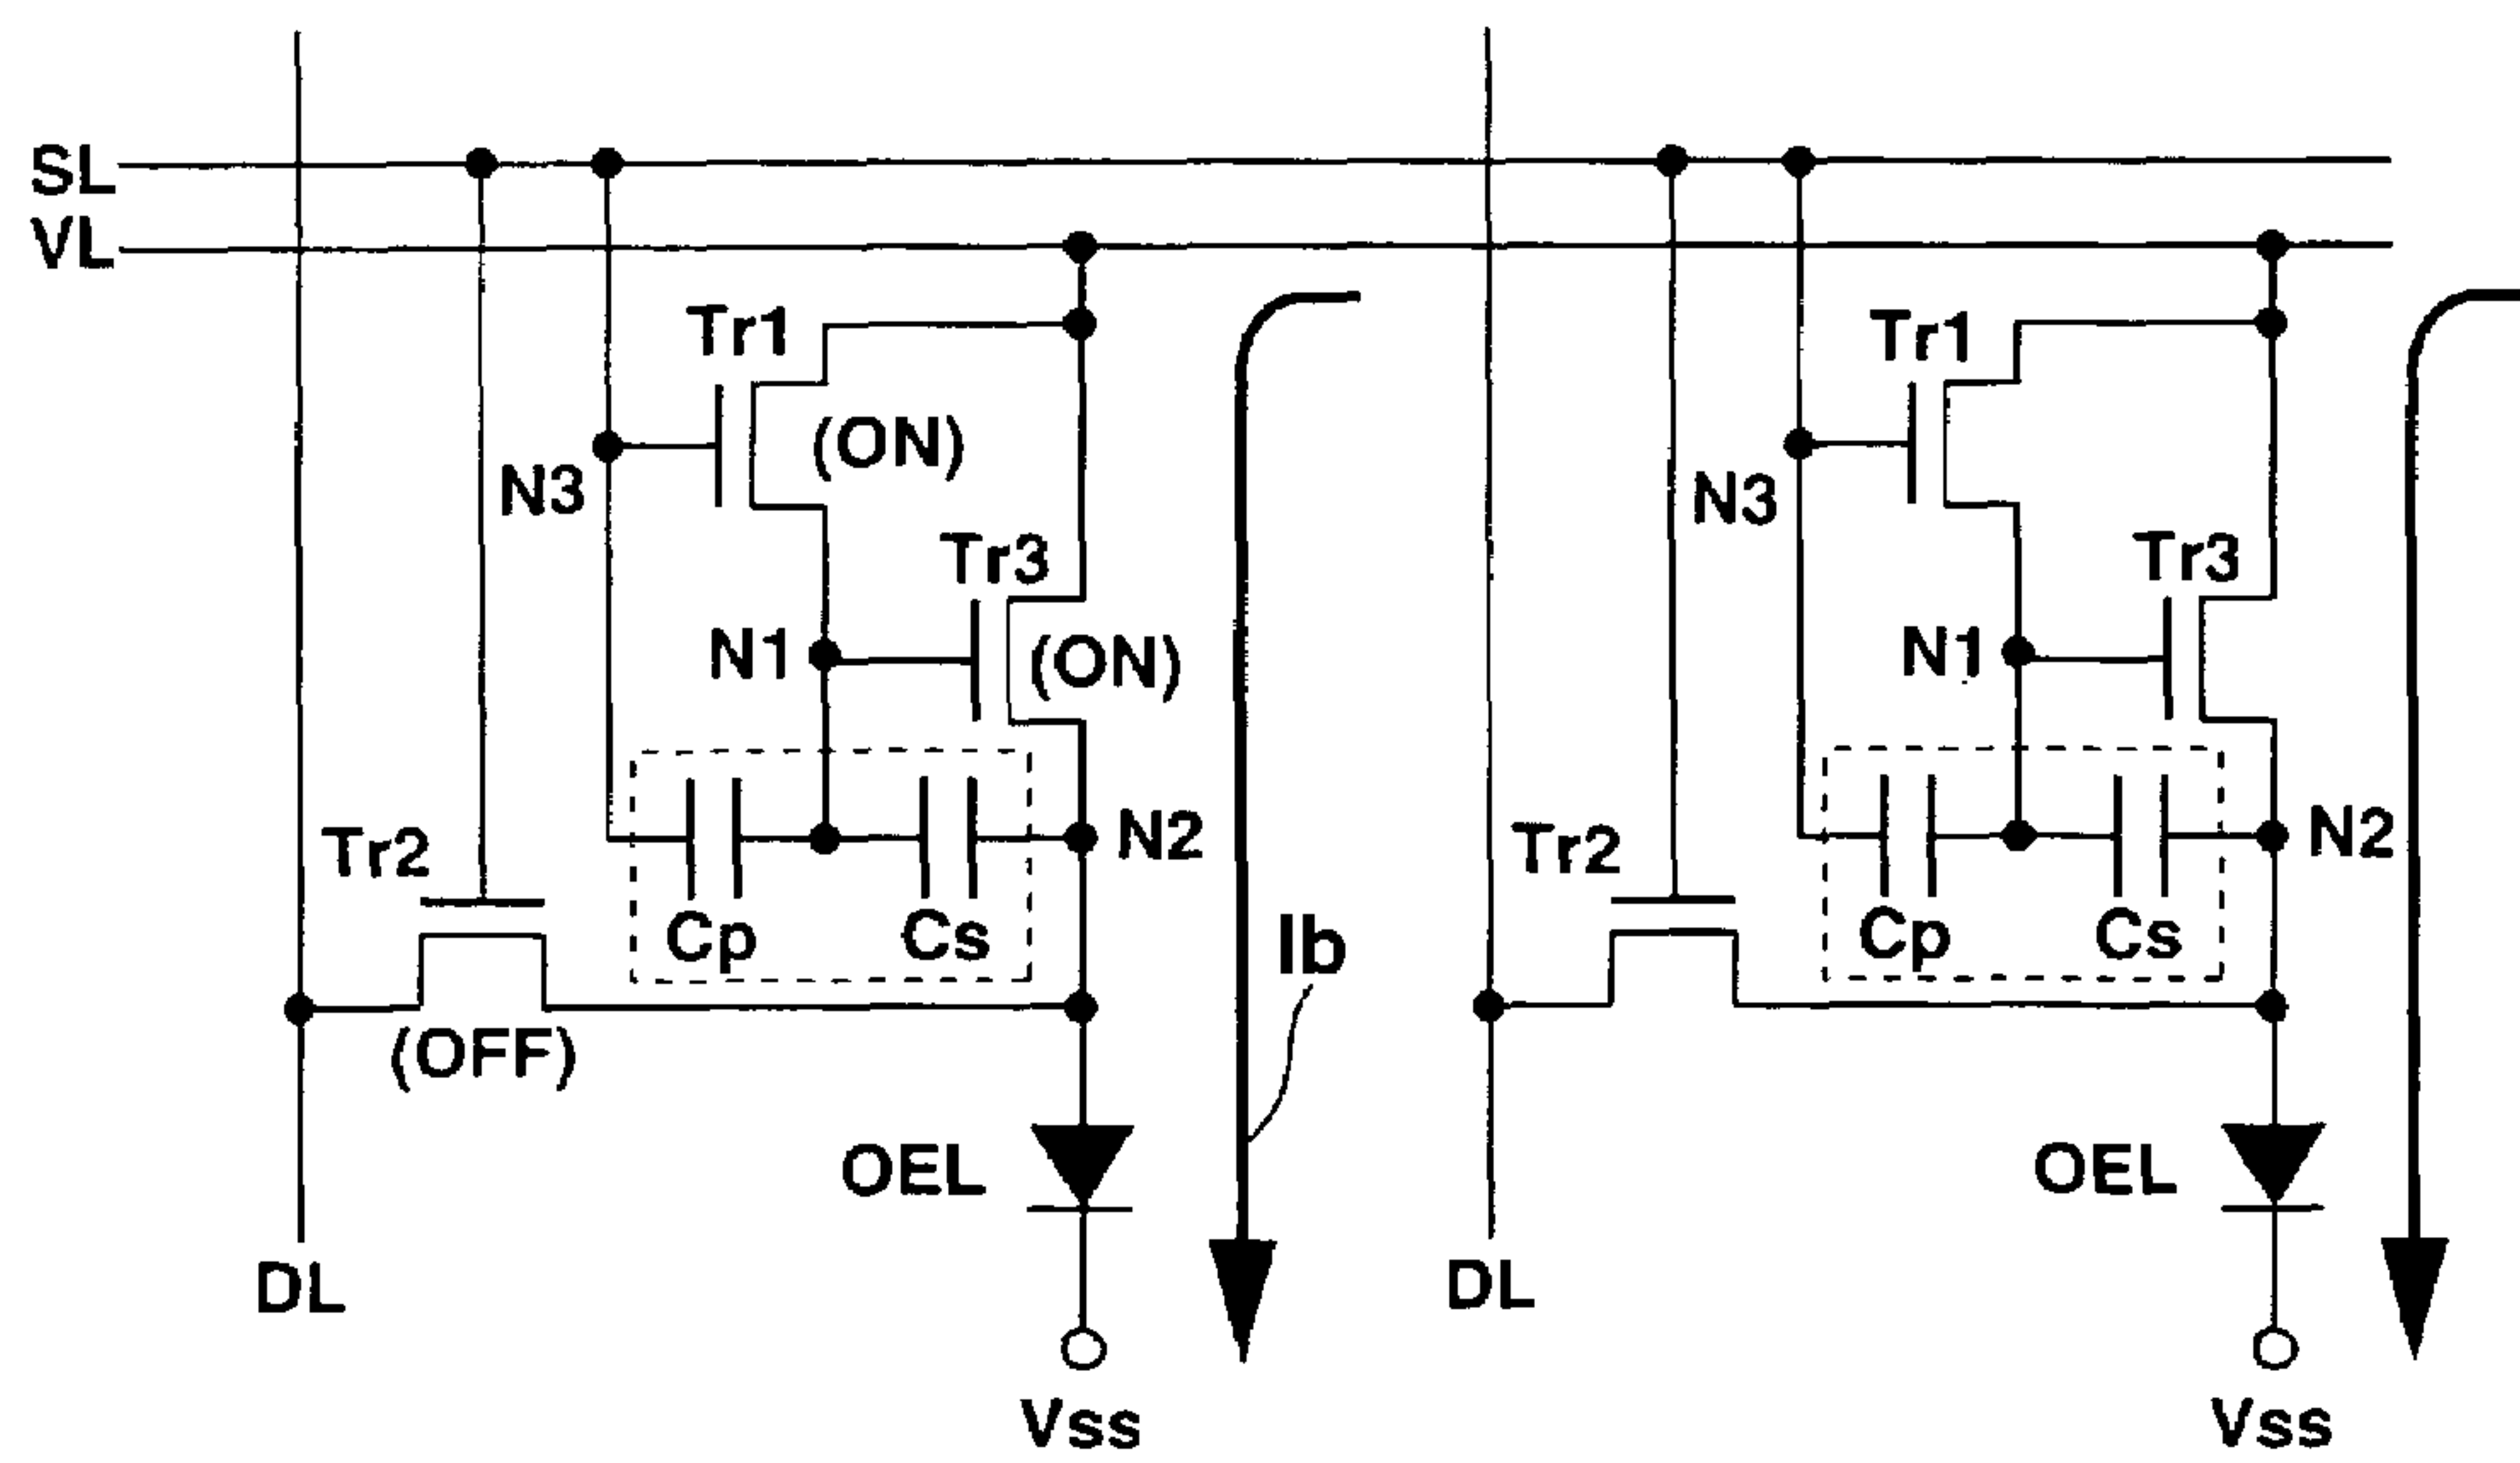 SL
VL
Tr1
Tr1
(ON)
N3
N3
Tr3
Tr3
N1
(ON)
N1
Tr2
N2
Tr2
N2
Cp
Cs
Ib
Cp
Cs
(OFF)
OEL
OEL
DL
DL
Vss
Vss